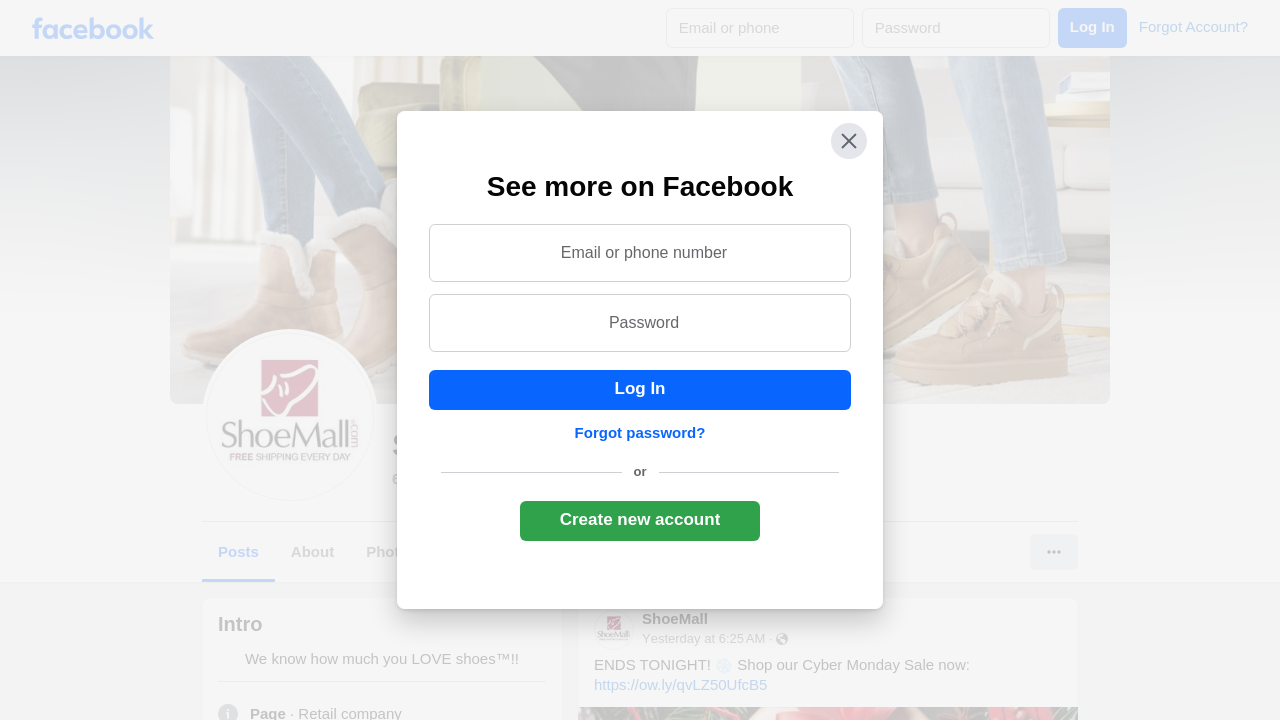 facebook
Email or phone
Password
Log In
Forgot Account?
See more on Facebook
Email or phone number
Password
Log In
Forgot password?
or
Create new account
ShoeMall.com
FREE SHIPPING EVERY DAY
Posts
About
Intro
We know how much you LOVE shoes™!!
Page · Retail company
ShoeMall
Yesterday at 6:25 AM ·
ENDS TONIGHT! ❄️ Shop our Cyber Monday Sale now:
https://ow.ly/qvLZ50UfcB5